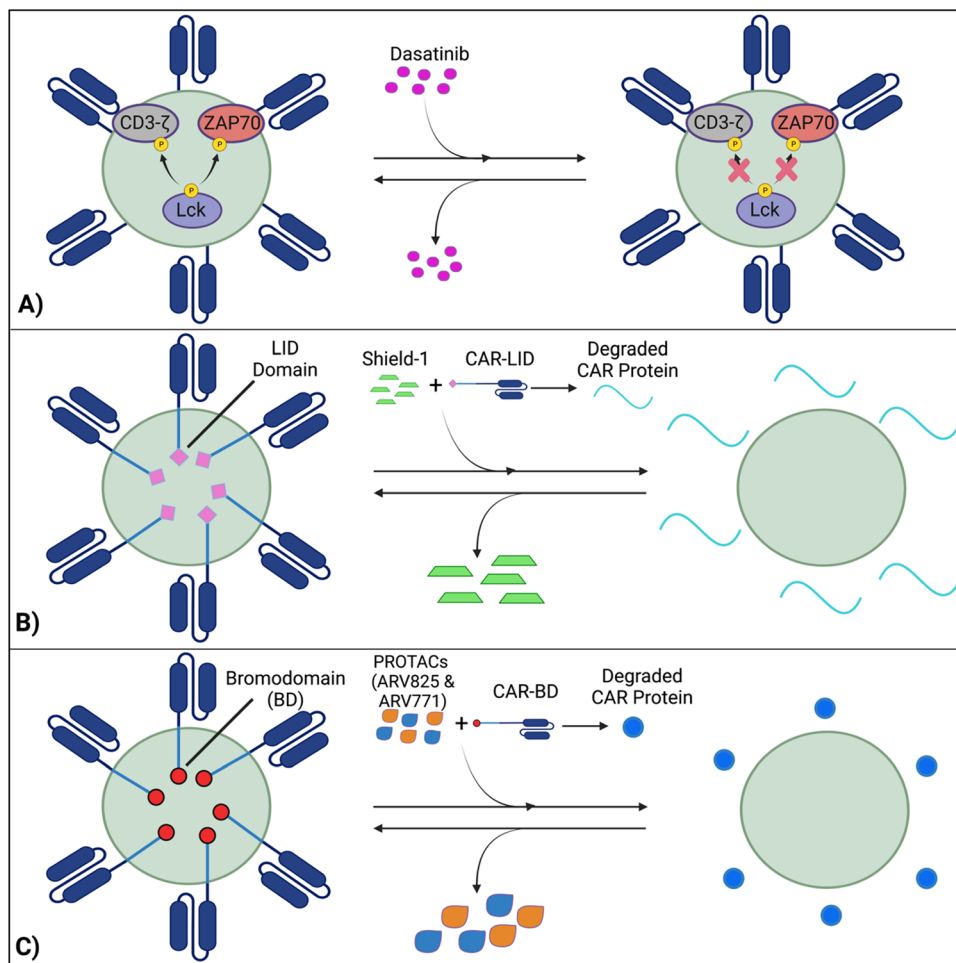 Dasatinib
CD3-ζ
ZAP70
P
P
P
Lck
CD3-ζ
ZAP70
P
P
P
Lck
A)
LID
Domain
Shield-1
+
CAR-LID
Degraded
CAR Protein
B)
Bromodomain
(BD)
PROTACs
(ARV825 &
ARV771)
+
CAR-BD
Degraded
CAR Protein
C)